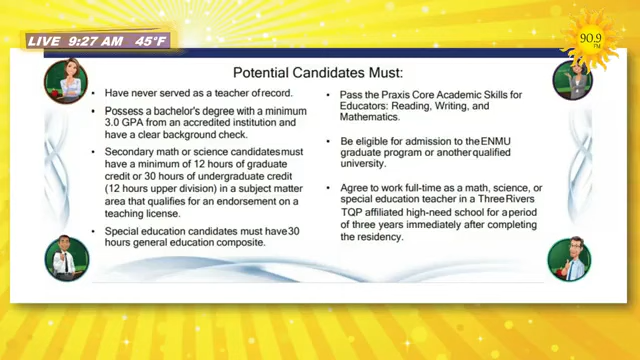 LIVE 9:27 AM 45°F
90.9
FM
Potential Candidates Must:
Have never served as a teacher of record.
Possess a bachelor's degree with a minimum
3.0 GPA from an accredited institution and
have a clear background check.
Secondary math or science candidates must
have a minimum of 12 hours of graduate
credit or 30 hours of undergraduate credit
(12 hours upper division) in a subject matter
area that qualifies for an endorsement on a
teaching license.
Special education candidates must have 30
hours general education composite.
Pass the Praxis Core Academic Skills for
Educators: Reading, Writing, and
Mathematics.
Be eligible for admission to the ENMU
graduate program or another qualified
university.
Agree to work full-time as a math, science, or
special education teacher in a Three Rivers
TQP affiliated high-need school for a period
of three years immediately after completing
the residency.